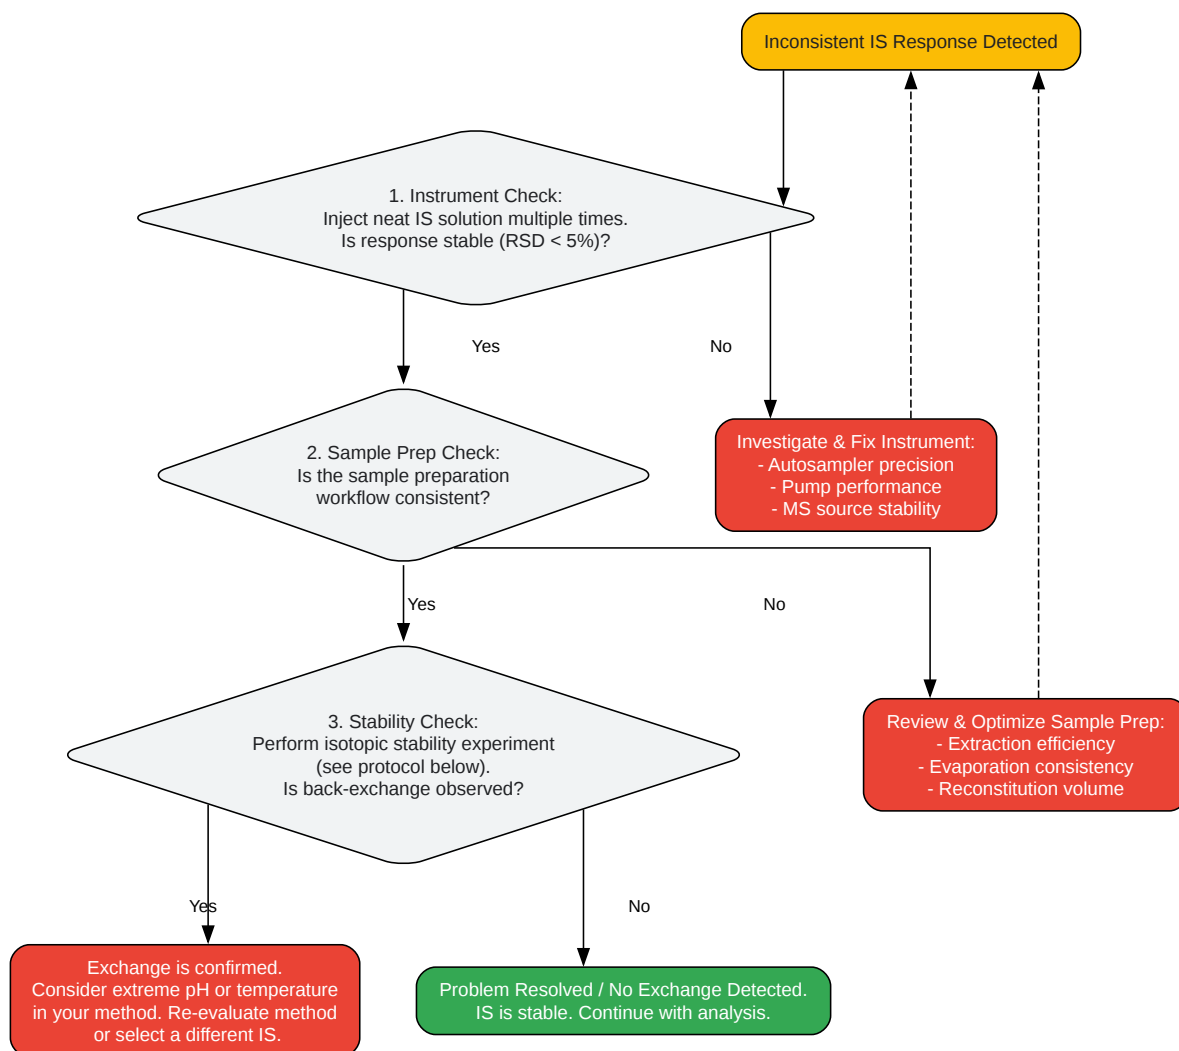 Inconsistent IS Response Detected
1. Instrument Check:
Inject neat IS solution multiple times.
Is response stable (RSD < 5%)?
Yes
No
2. Sample Prep Check:
Is the sample preparation
workflow consistent?
Investigate & Fix Instrument:
- Autosampler precision
- Pump performance
- MS source stability
Yes
No
3. Stability Check:
Perform isotopic stability experiment
(see protocol below).
Is back-exchange observed?
Review & Optimize Sample Prep:
- Extraction efficiency
- Evaporation consistency
- Reconstitution volume
Yes
No
Exchange is confirmed.
Consider extreme pH or temperature
in your method. Re-evaluate method
or select a different IS.
Problem Resolved / No Exchange Detected.
IS is stable. Continue with analysis.